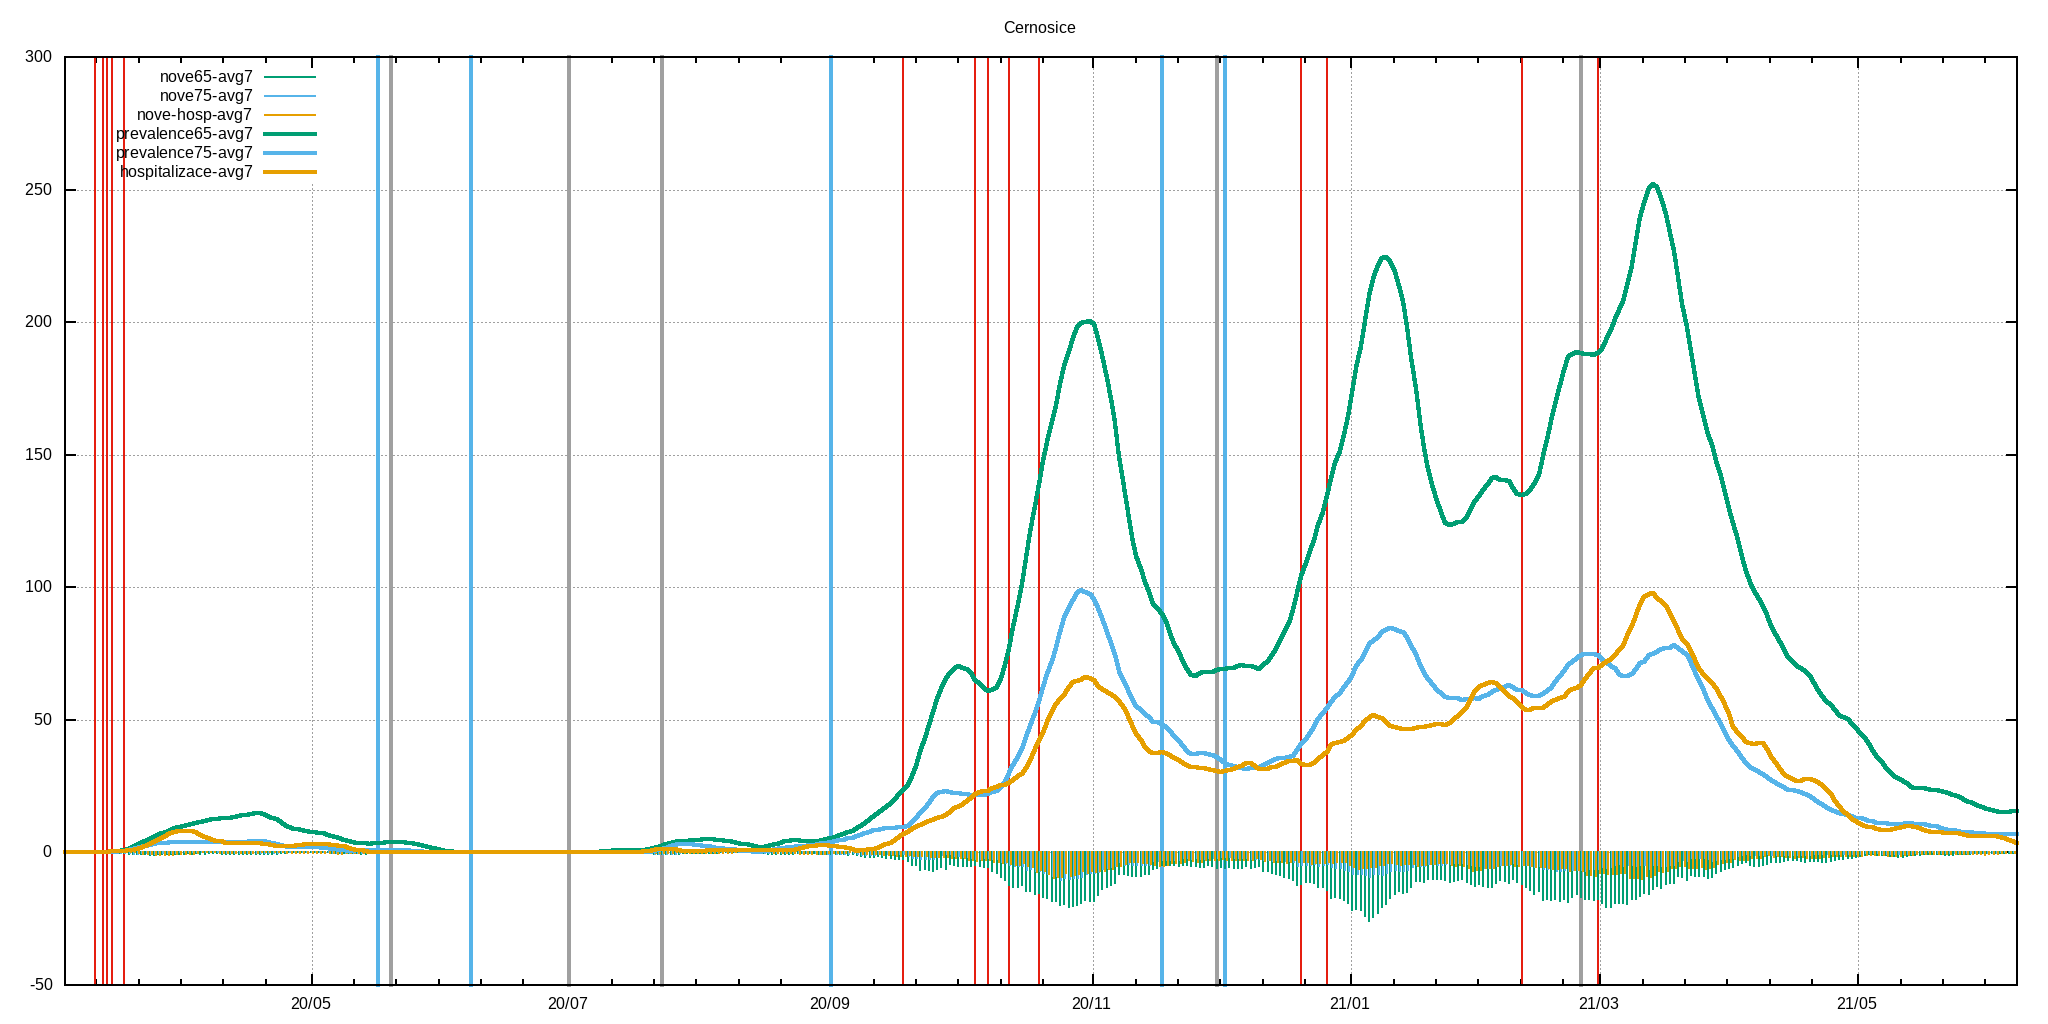 Cernosice
300
nove65-avg7
nove75-avg7
nove-hosp-avg7
prevalence65-avg7
prevalence75-avg7
hospitalizace-avg7
250
200
150
100
50
0
-50
20/05 20/07 20/09 20/11 21/01 21/03 21/05